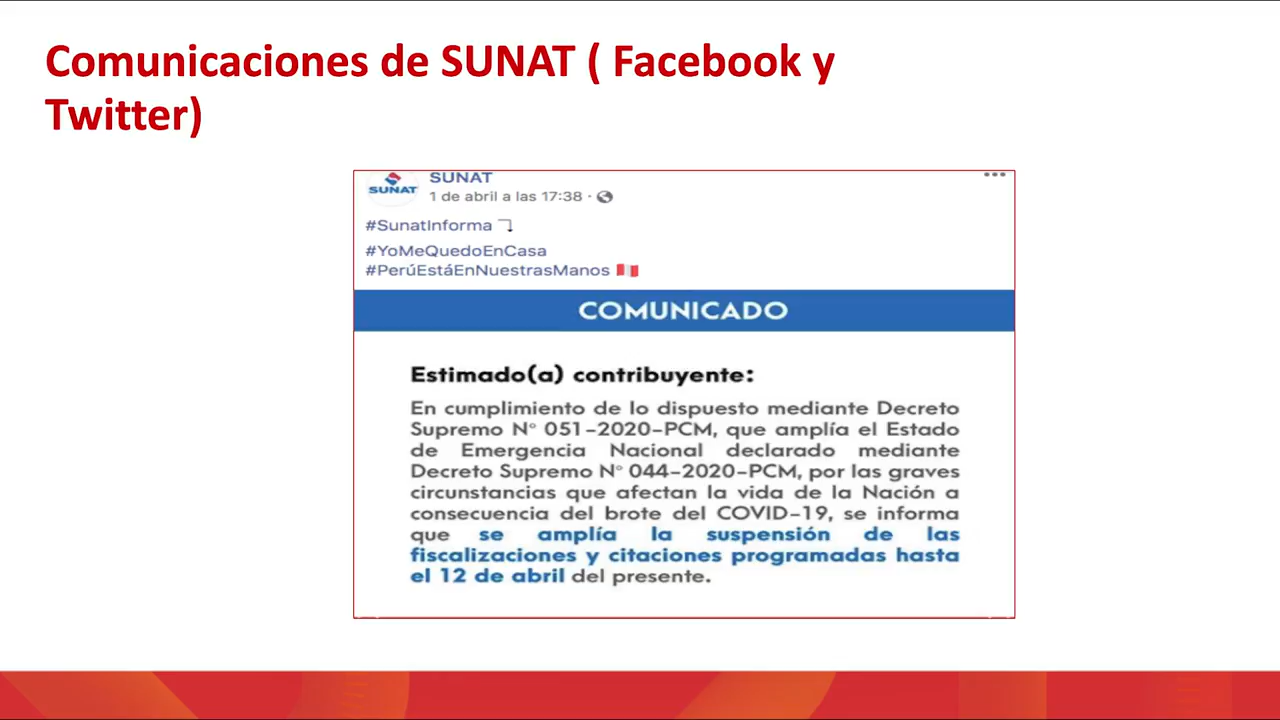 Comunicaciones de SUNAT ( Facebook y
Twitter)
SUNAT
SUNAT
1 de abril a las 17:38 ·
#SunatInforma
#YoMeQuedoEnCasa
#PerúEstáEnNuestrasManos
COMUNICADO
Estimado(a) contribuyente:
En cumplimiento de lo dispuesto mediante Decreto
Supremo N° 051-2020-PCM, que amplía el Estado
de Emergencia Nacional declarado mediante
Decreto Supremo N° 044-2020-PCM, por las graves
circunstancias que afectan la vida de la Nación a
consecuencia del brote del COVID-19, se informa
que se amplía la suspensión de las
fiscalizaciones y citaciones programadas hasta
el 12 de abril del presente.